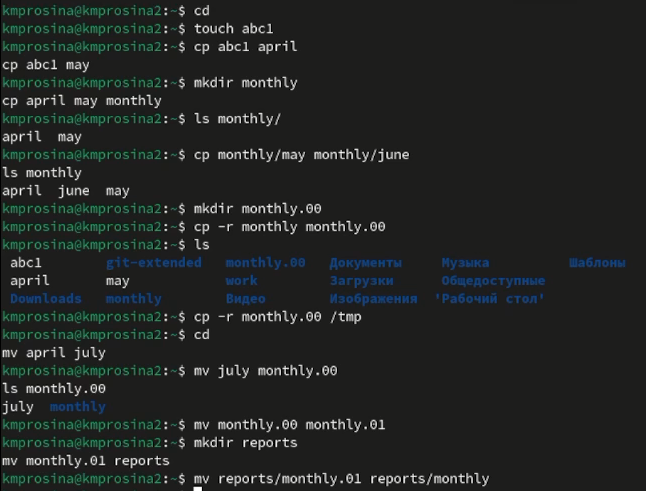 kmprosina@kmprosina2:~$ cd
kmprosina@kmprosina2:~$ touch abc1
kmprosina@kmprosina2:~$ cp abc1 april
cp abc1 may
kmprosina@kmprosina2:~$ mkdir monthly
cp april may monthly
kmprosina@kmprosina2:~$ ls monthly/
april  may
kmprosina@kmprosina2:~$ cp monthly/may monthly/june
ls monthly
april  june  may
kmprosina@kmprosina2:~$ mkdir monthly.00
kmprosina@kmprosina2:~$ cp -r monthly monthly.00
kmprosina@kmprosina2:~$ ls
abc1  git-extended  monthly.00  Документы  Музыка  Шаблоны
april  may  work  Загрузки  Общедоступные
Downloads  monthly  Видео  Изображения  'Рабочий стол'
kmprosina@kmprosina2:~$ cp -r monthly.00 /tmp
kmprosina@kmprosina2:~$ cd
mv april july
kmprosina@kmprosina2:~$ mv july monthly.00
ls monthly.00
july  monthly
kmprosina@kmprosina2:~$ mv monthly.00 monthly.01
kmprosina@kmprosina2:~$ mkdir reports
mv monthly.01 reports
kmprosina@kmprosina2:~$ mv reports/monthly.01 reports/monthly